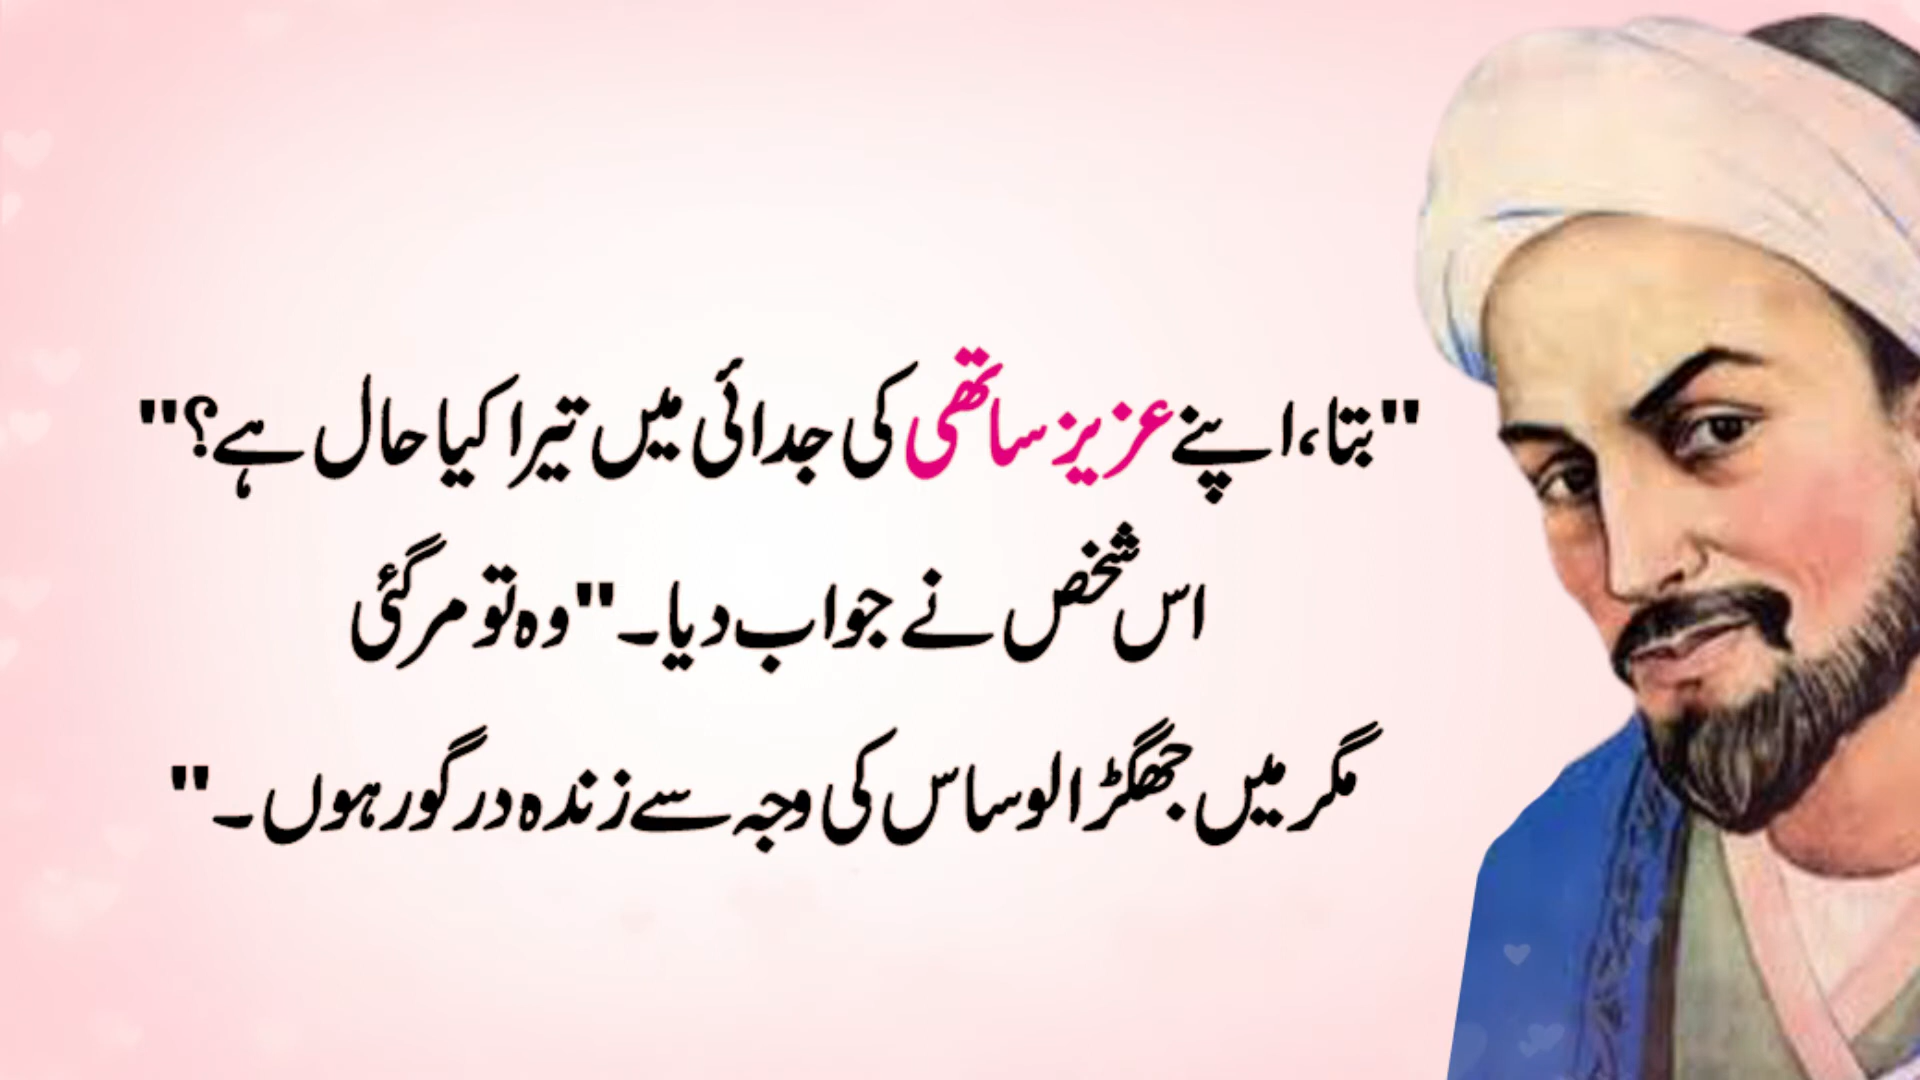 "بتا، اپنے عزیز ساتھی کی جدائی میں تیرا کیا حال ہے؟"
اس شخص نے جواب دیا۔ "وہ تو مر گئی
مگر میں جھگڑالو ساس کی وجہ سے زندہ درگور ہوں۔"